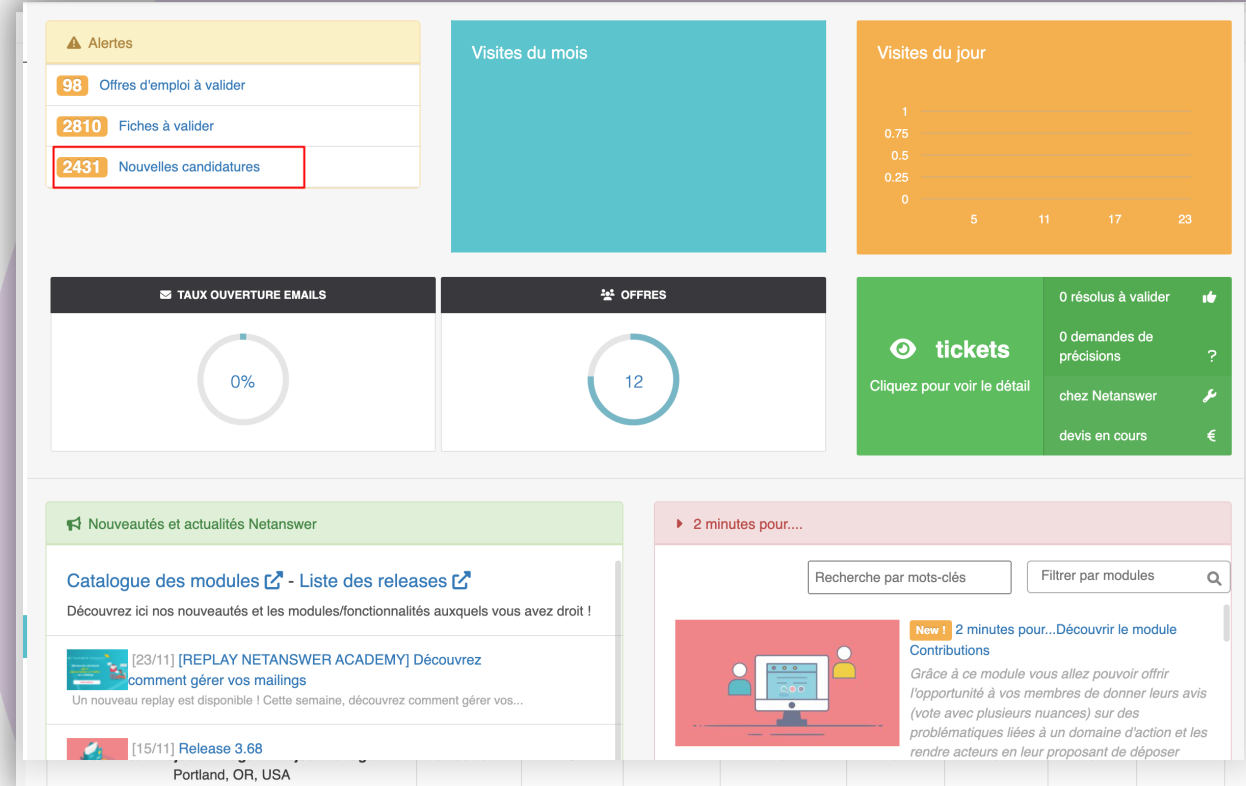 Alertes
98 Offres d'emploi à valider
2810 Fiches à valider
2431 Nouvelles candidatures
Visites du mois
Visites du jour
1
0.75
0.5
0.25
0
5 11 17 23
TAUX OUVERTURE EMAILS
0%
OFFRES
12
tickets
Cliquez pour voir le détail
0 résolus à valider
0 demandes de
précisions ?
chez Netanswer
devis en cours €
Nouveautés et actualités Netanswer
Catalogue des modules - Liste des releases
Découvrez ici nos nouveautés et les modules/fonctionnalités auxquels vous avez droit !
[23/11] [REPLAY NETANSWER ACADEMY] Découvrez
comment gérer vos mailings
Un nouveau replay est disponible ! Cette semaine, découvrez comment gérer vos...
[15/11] Release 3.68
Portland, OR, USA
2 minutes pour....
Recherche par mots-clés
Filtrer par modules
New ! 2 minutes pour...Découvrir le module
Contributions
Grâce à ce module vous allez pouvoir offrir
l'opportunité à vos membres de donner leurs avis
(vote avec plusieurs nuances) sur des
problématiques liées à un domaine d'action et les
rendre acteurs en leur proposant de déposer